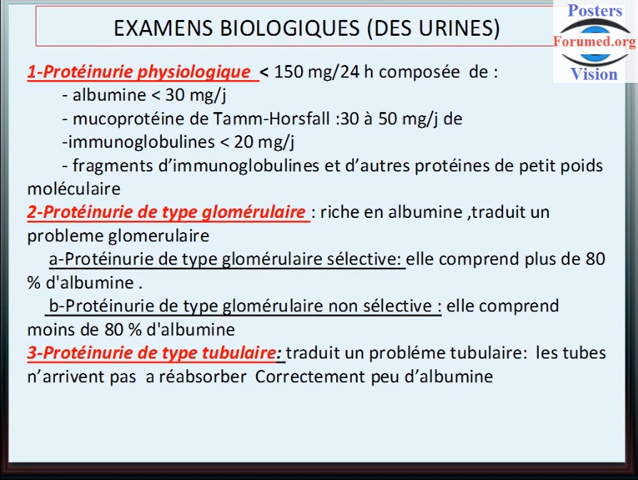 EXAMENS BIOLOGIQUES (DES URINES)
Posters
Forumed.org
Vision
1-Protéinurie physiologique < 150 mg/24 h composée de :
- albumine < 30 mg/j
- mucoprotéine de Tamm-Horsfall :30 à 50 mg/j de
-immunoglobulines < 20 mg/j
- fragments d’immunoglobulines et d’autres protéines de petit poids
moléculaire
2-Protéinurie de type glomérulaire : riche en albumine ,traduit un
probleme glomerulaire
a-Protéinurie de type glomérulaire sélective: elle comprend plus de 80
% d'albumine .
b-Protéinurie de type glomérulaire non sélective : elle comprend
moins de 80 % d'albumine
3-Protéinurie de type tubulaire: traduit un probléme tubulaire: les tubes
n’arrivent pas a réabsorber Correctement peu d’albumine